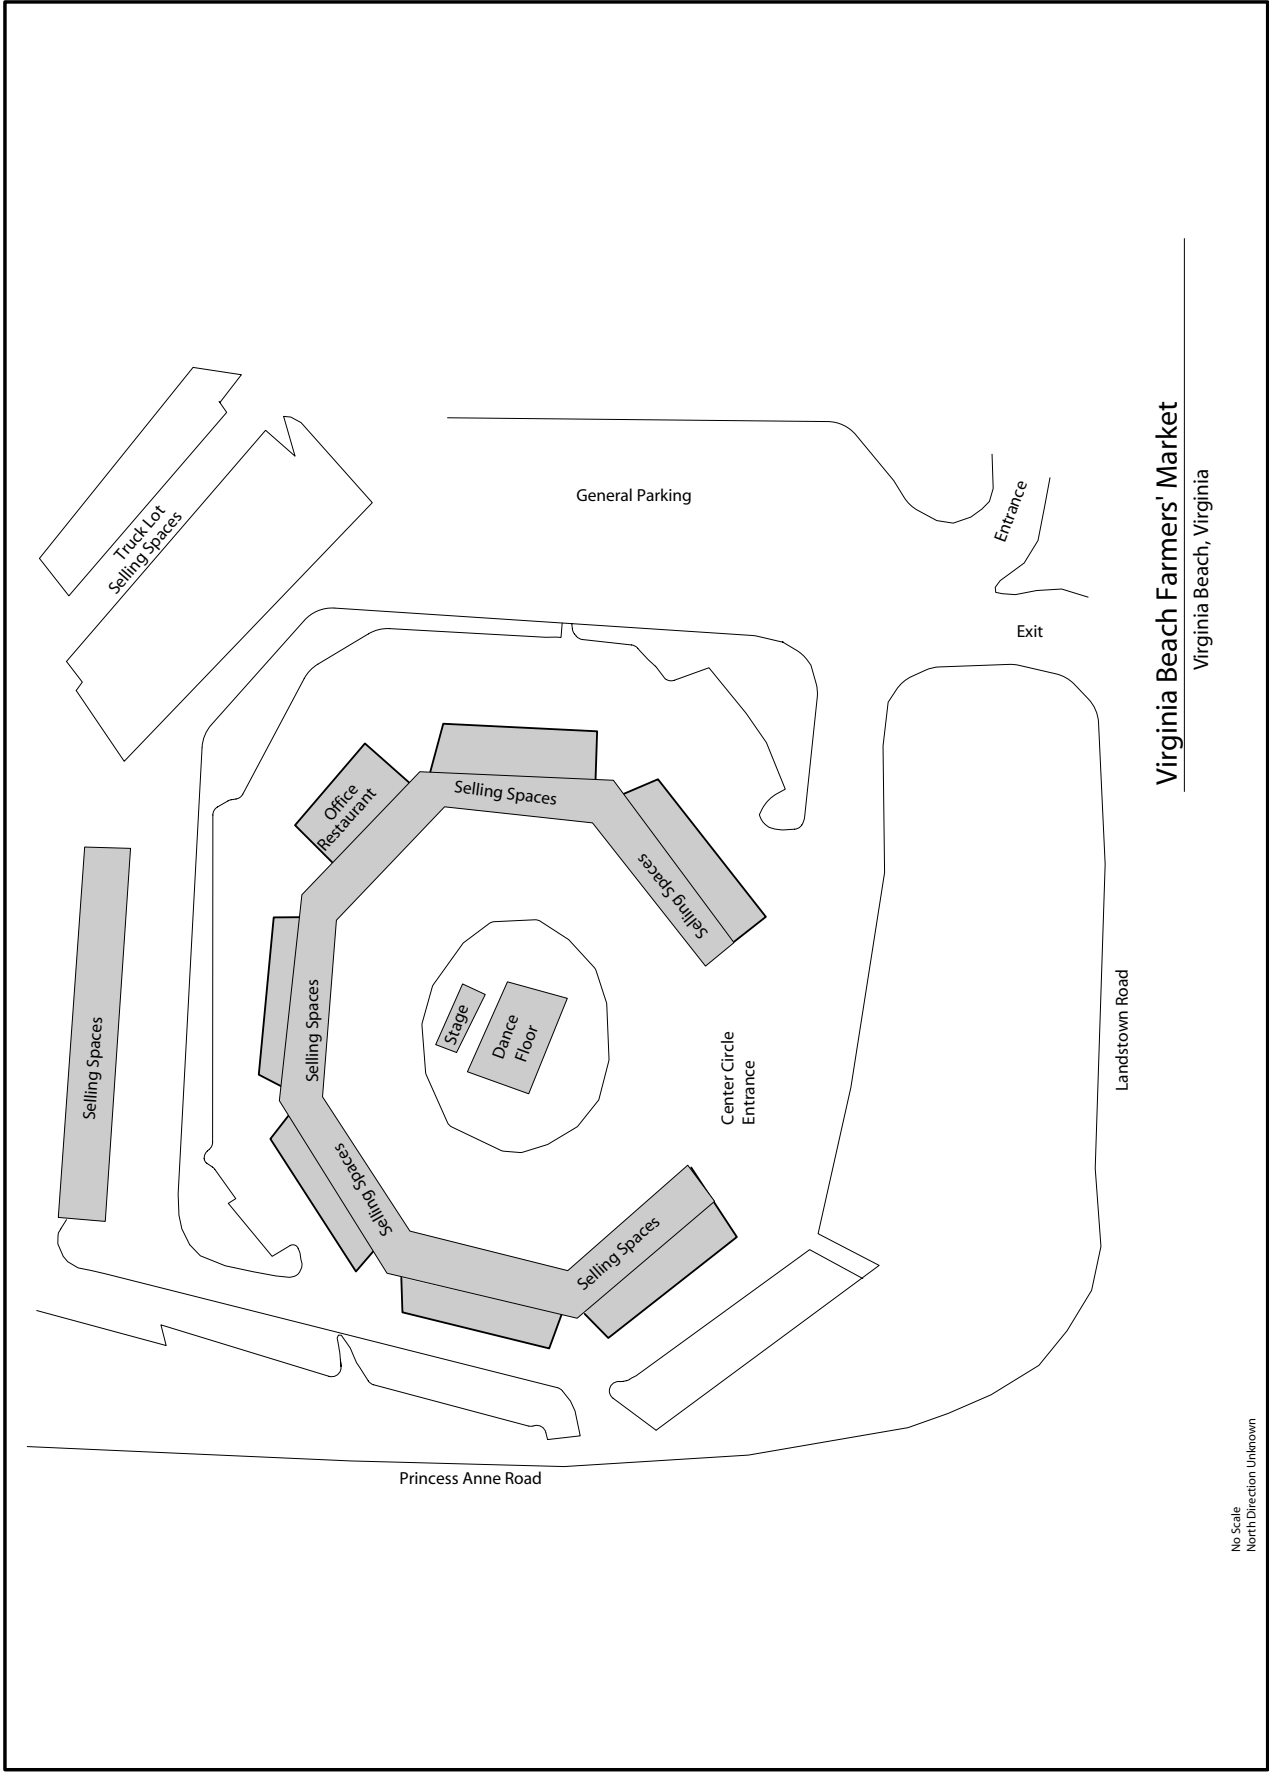 Virginia Beach Farmers' Market
Virginia Beach, Virginia
Truck Lot
Selling Spaces
General Parking
Entrance
Exit
Office
Restaurant
Selling Spaces
Selling Spaces
Selling Spaces
Selling Spaces
Selling Spaces
Selling Spaces
Stage
Dance
Floor
Center Circle
Entrance
Landstown Road
Princess Anne Road
No Scale
North Direction Unknown